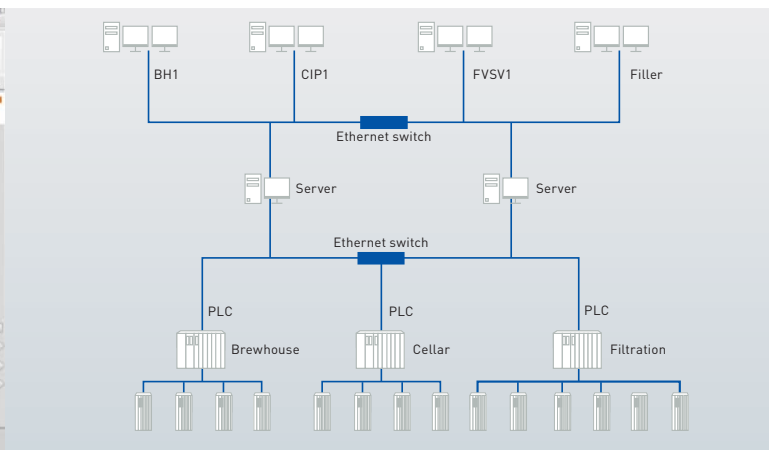 BH1
CIP1
FVSV1
Filler
Ethernet switch
Server
Server
Ethernet switch
PLC
PLC
PLC
Brewhouse
Cellar
Filtration